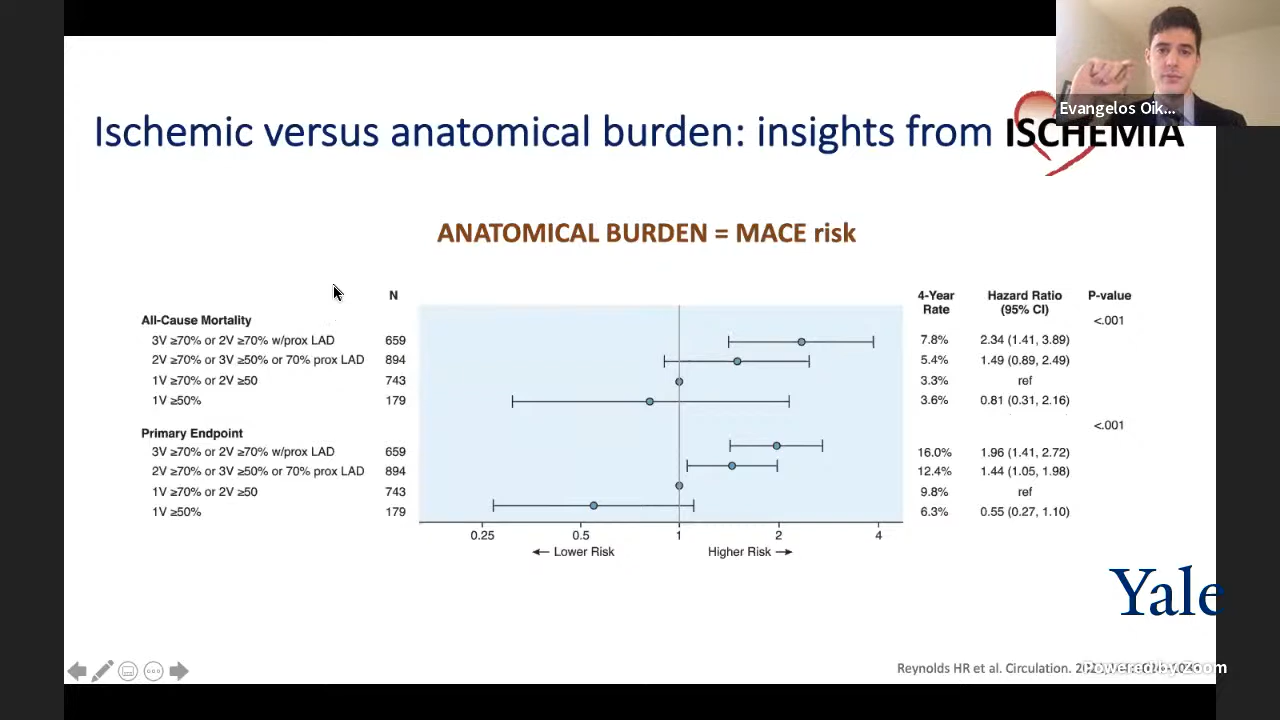 Evangelos Oik...
Ischemic versus anatomical burden: insights from ISCHEMIA
ANATOMICAL BURDEN = MACE risk
N 4-Year Rate Hazard Ratio (95% CI) P-value
All-Cause Mortality <.001
3V ≥70% or 2V ≥70% w/prox LAD 659 7.8% 2.34 (1.41, 3.89)
2V ≥70% or 3V ≥50% or 70% prox LAD 894 5.4% 1.49 (0.89, 2.49)
1V ≥70% or 2V ≥50 743 3.3% ref
1V ≥50% 179 3.6% 0.81 (0.31, 2.16)
Primary Endpoint <.001
3V ≥70% or 2V ≥70% w/prox LAD 659 16.0% 1.96 (1.41, 2.72)
2V ≥70% or 3V ≥50% or 70% prox LAD 894 12.4% 1.44 (1.05, 1.98)
1V ≥70% or 2V ≥50 743 9.8% ref
1V ≥50% 179 6.3% 0.55 (0.27, 1.10)
0.25 0.5 1 2 4
Lower Risk Higher Risk
Yale
Reynolds HR et al. Circulation.
Powered by Zoom